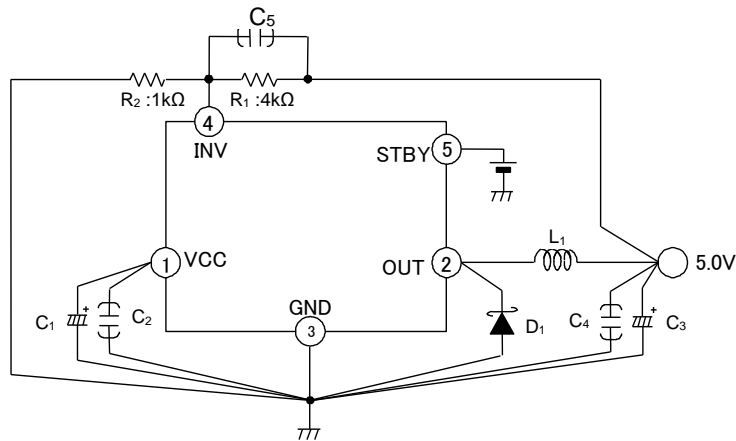 C5
R2 :1kΩ
R1 :4kΩ
4
INV
STBY
5
1
VCC
OUT
2
L1
5.0V
GND
3
C1
+
C2
D1
C4
+
C3